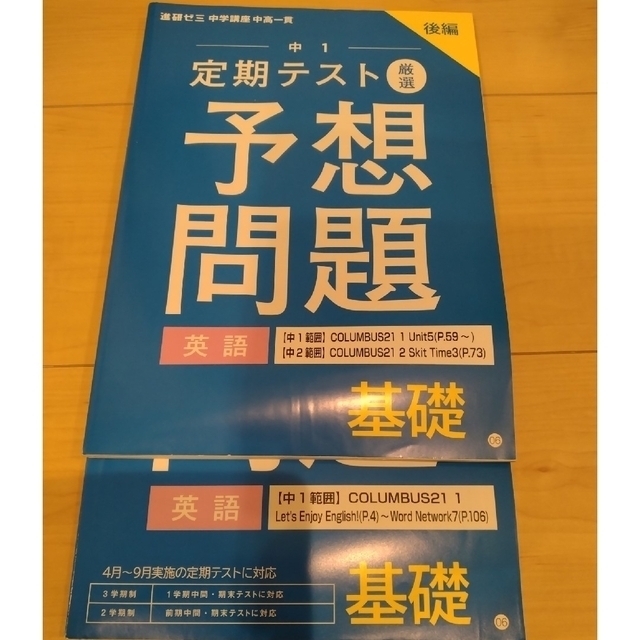 進研ゼミ 中学講座 中高一貫
後編
中1
定期テスト
厳選
予想
問題
英語
【中1範囲】COLUMBUS21 1 Unit5(P.59～)
【中2範囲】COLUMBUS21 2 Skit Time3(P.73)
基礎
06
英語
【中1範囲】COLUMBUS21 1
Let's Enjoy English!(P.4)～Word Network7(P.106)
4月～9月実施の定期テストに対応
3学期制 1学期中間・期末テストに対応
2学期制 前期中間・期末テストに対応
基礎
06